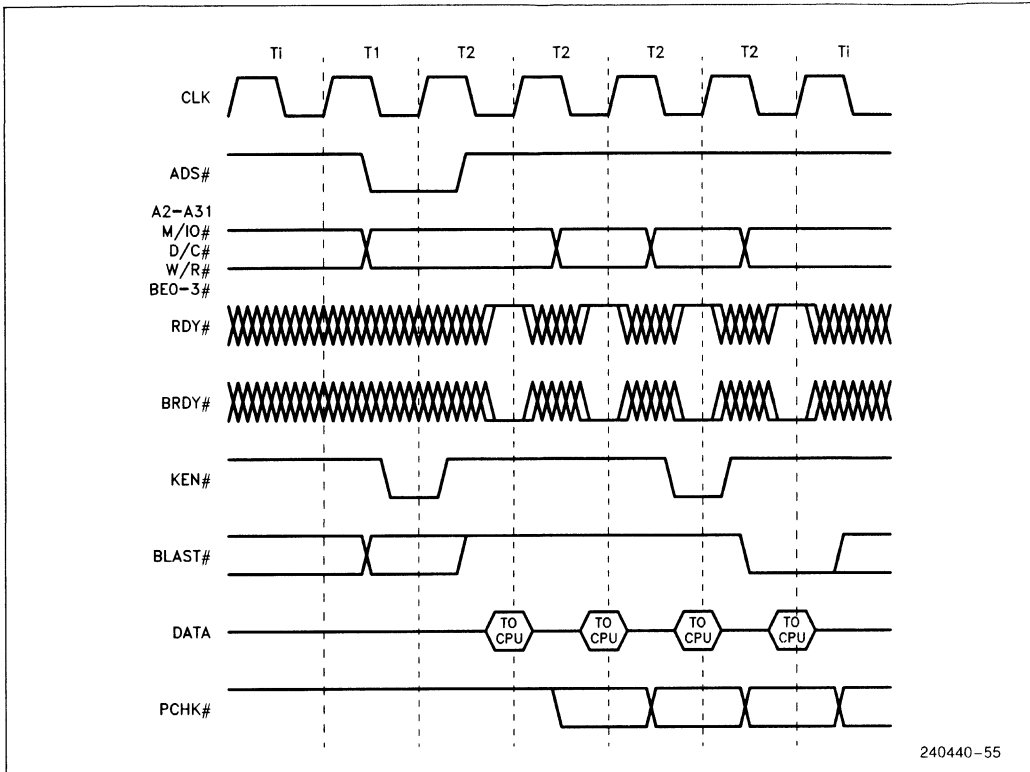 Ti T1 T2 T2 T2 T2 Ti
CLK
ADS#
A2-A31
M/IO#
D/C#
W/R#
BE0-3#
RDY#
BRDY#
KEN#
BLAST#
DATA
TO CPU TO CPU TO CPU TO CPU
PCHK#
240440-55